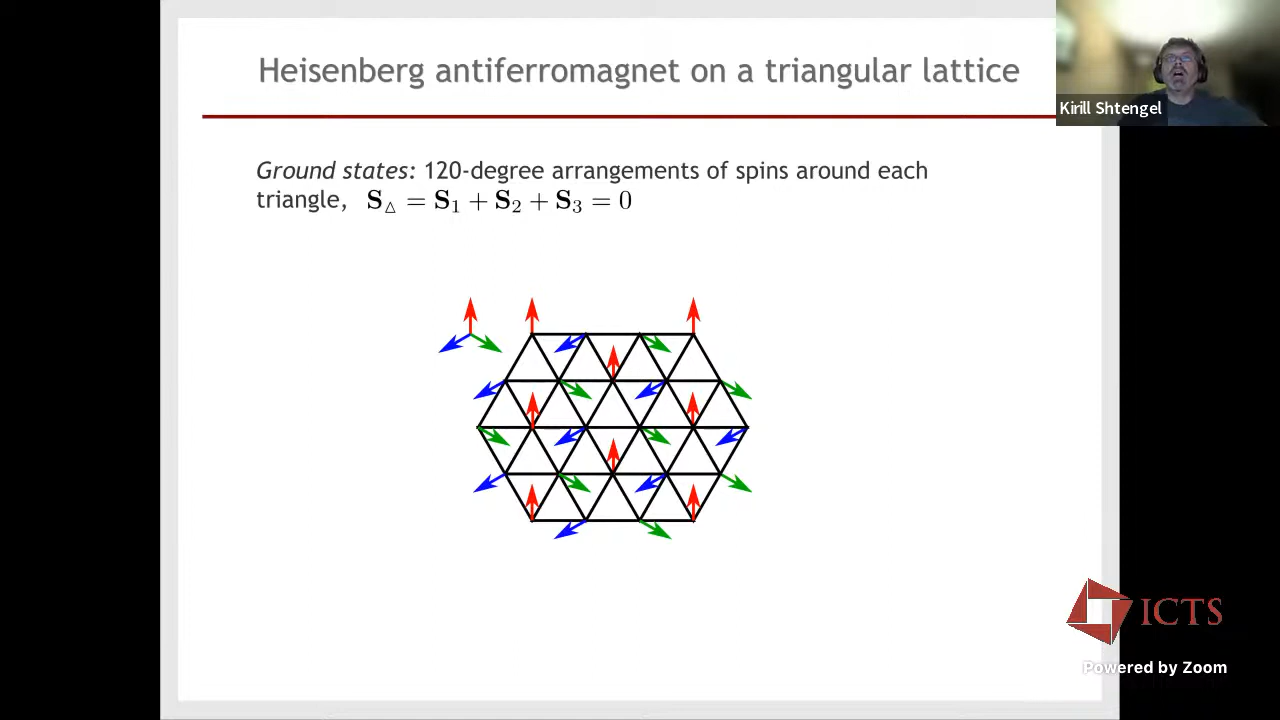 Heisenberg antiferromagnet on a triangular lattice
Kirill Shtengel
Ground states: 120-degree arrangements of spins around each
triangle, S△ = S1 + S2 + S3 = 0
ICTS
Powered by Zoom